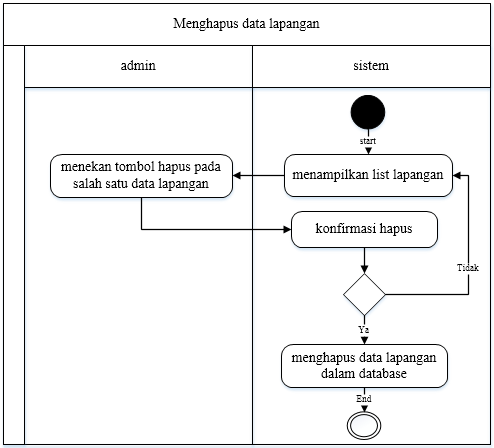 Menghapus data lapangan
admin
sistem
start
menekan tombol hapus pada
salah satu data lapangan
menampilkan list lapangan
konfirmasi hapus
Tidak
Ya
menghapus data lapangan
dalam database
End